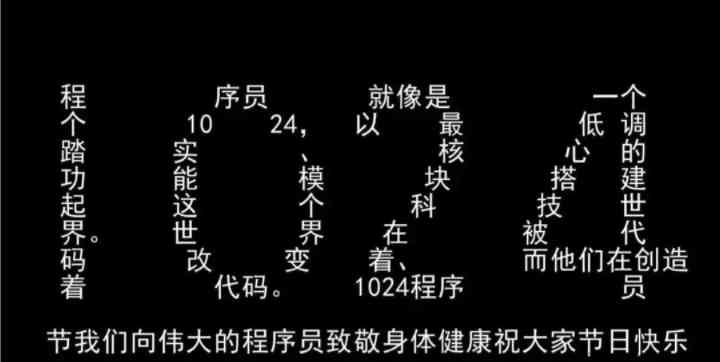 程 序员 就像是 一个
个 10 24， 以 最 低 调
踏 实 、 核 心 的
功 能 模 块 搭 建
起 这 个 科 技 世
界。 世 界 在 被 代
码 改 变 着、 而他们在创造
着 代码。 1024程序 员
节我们向伟大的程序员致敬身体健康祝大家节日快乐